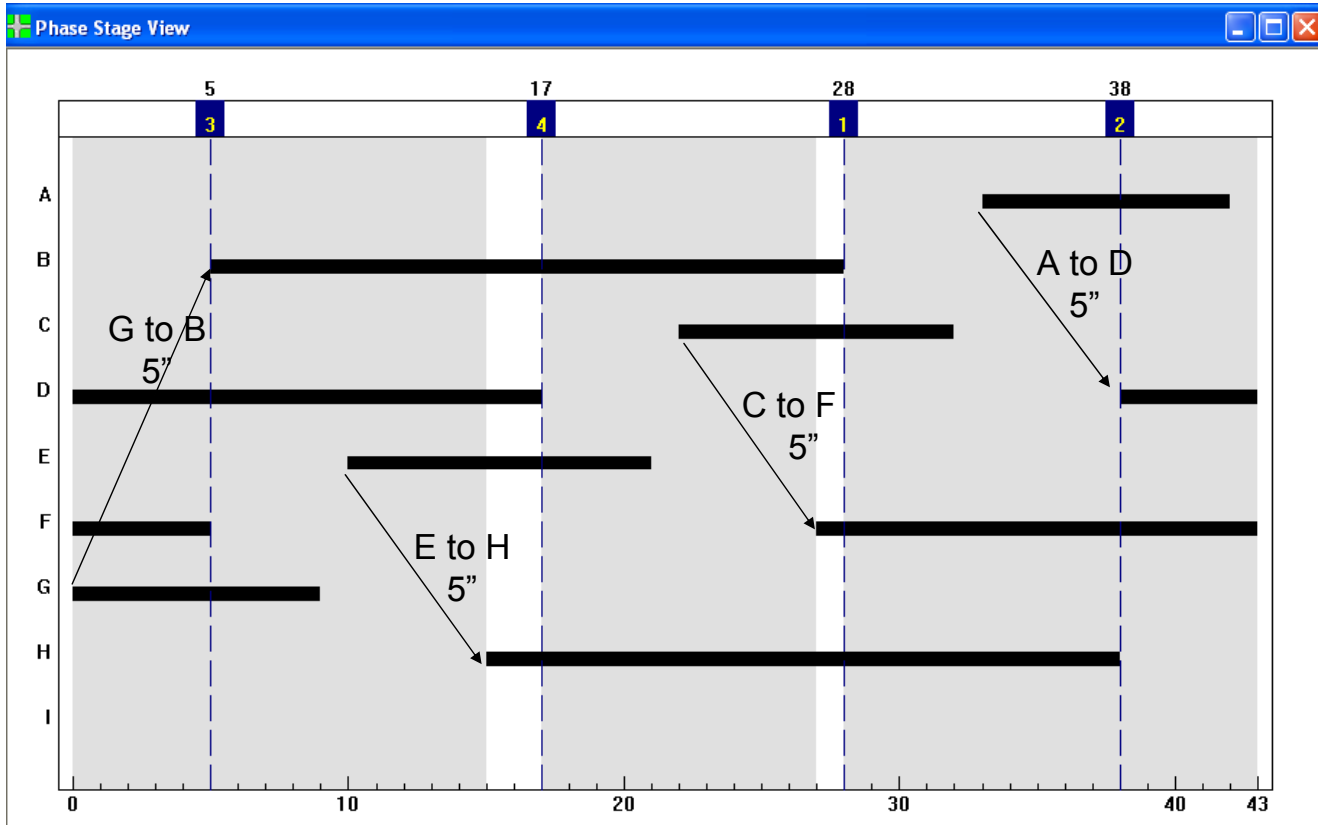 Phase Stage View
5 17 28 38
3 4 1 2
A
B
C
D
E
F
G
H
I
A to D
5”
G to B
5”
C to F
5”
E to H
5”
0 10 20 30 40 43